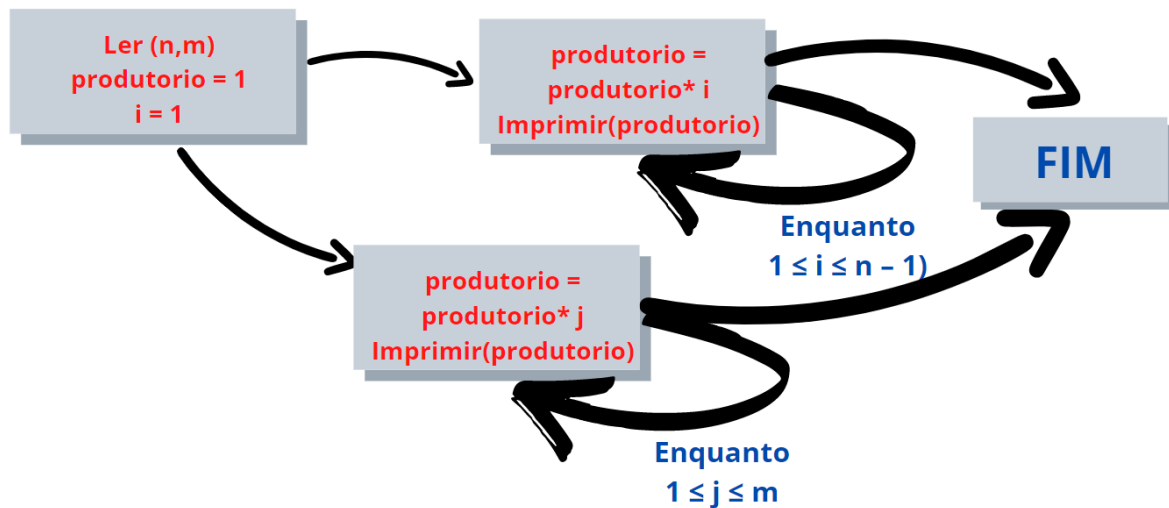 Ler (n,m)
produtorio = 1
i = 1
produtorio =
produtorio* i
Imprimir(produtorio)
FIM
Enquanto
1 ≤ i ≤ n – 1)
produtorio =
produtorio* j
Imprimir(produtorio)
Enquanto
1 ≤ j ≤ m